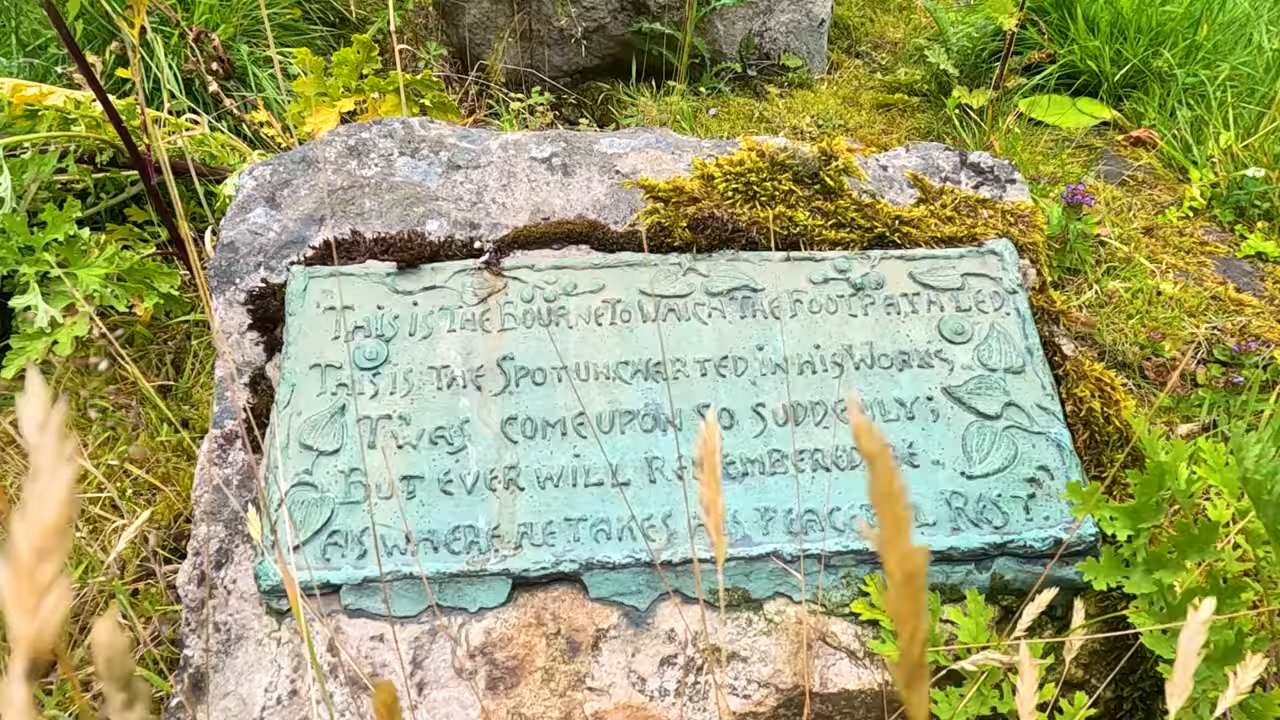 "THIS IS THE BOURNE TO WHICH THE FOOTPATH LED.
THIS IS THE SPOT UNCHARTED IN HIS WORKS.
T'WAS COME UPON SO SUDDENLY;
BUT EVER WILL REMEMBERED BE
AS WHERE HE TAKES HIS PEACEFUL REST."